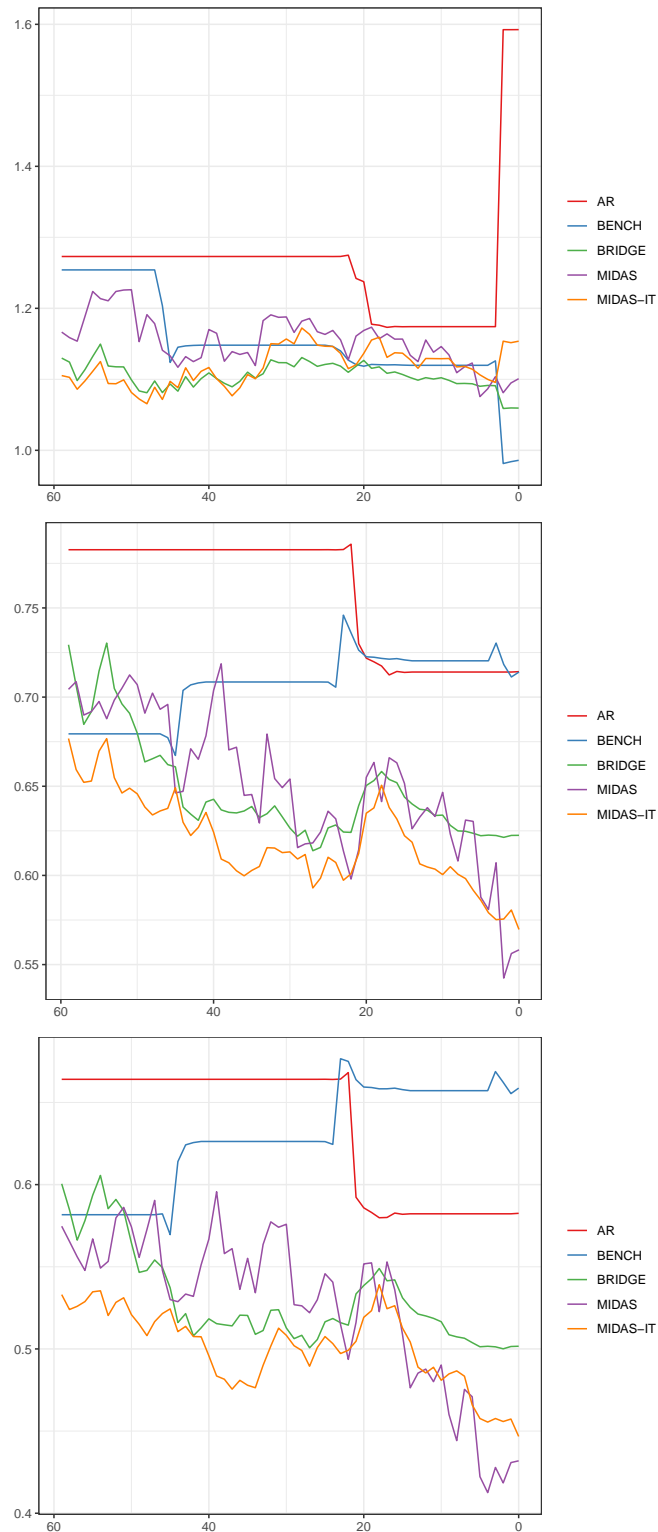 1.6
1.4
1.2
1.0
60 40 20 0
AR
BENCH
BRIDGE
MIDAS
MIDAS−IT
0.75
0.70
0.65
0.60
0.55
60 40 20 0
AR
BENCH
BRIDGE
MIDAS
MIDAS−IT
0.6
0.5
0.4
60 40 20 0
AR
BENCH
BRIDGE
MIDAS
MIDAS−IT